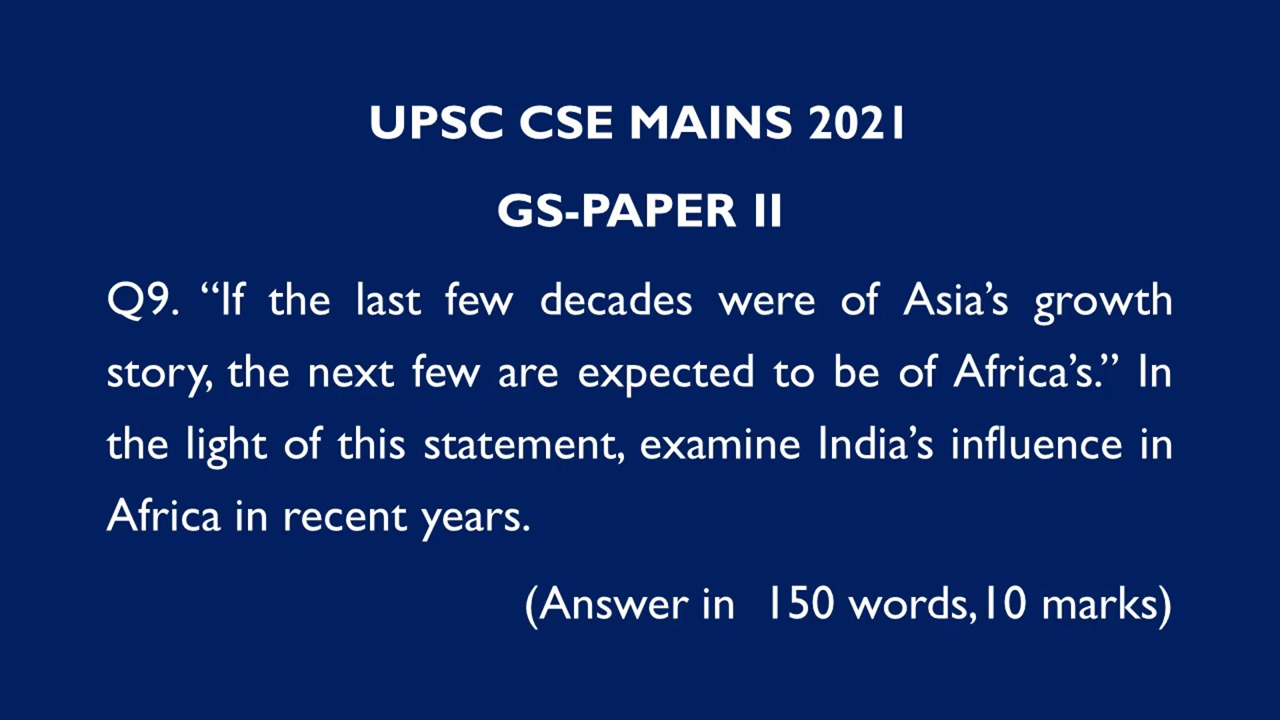 UPSC CSE MAINS 2021
GS-PAPER II
Q9. “If the last few decades were of Asia’s growth
story, the next few are expected to be of Africa’s.” In
the light of this statement, examine India’s influence in
Africa in recent years.
(Answer in 150 words,10 marks)